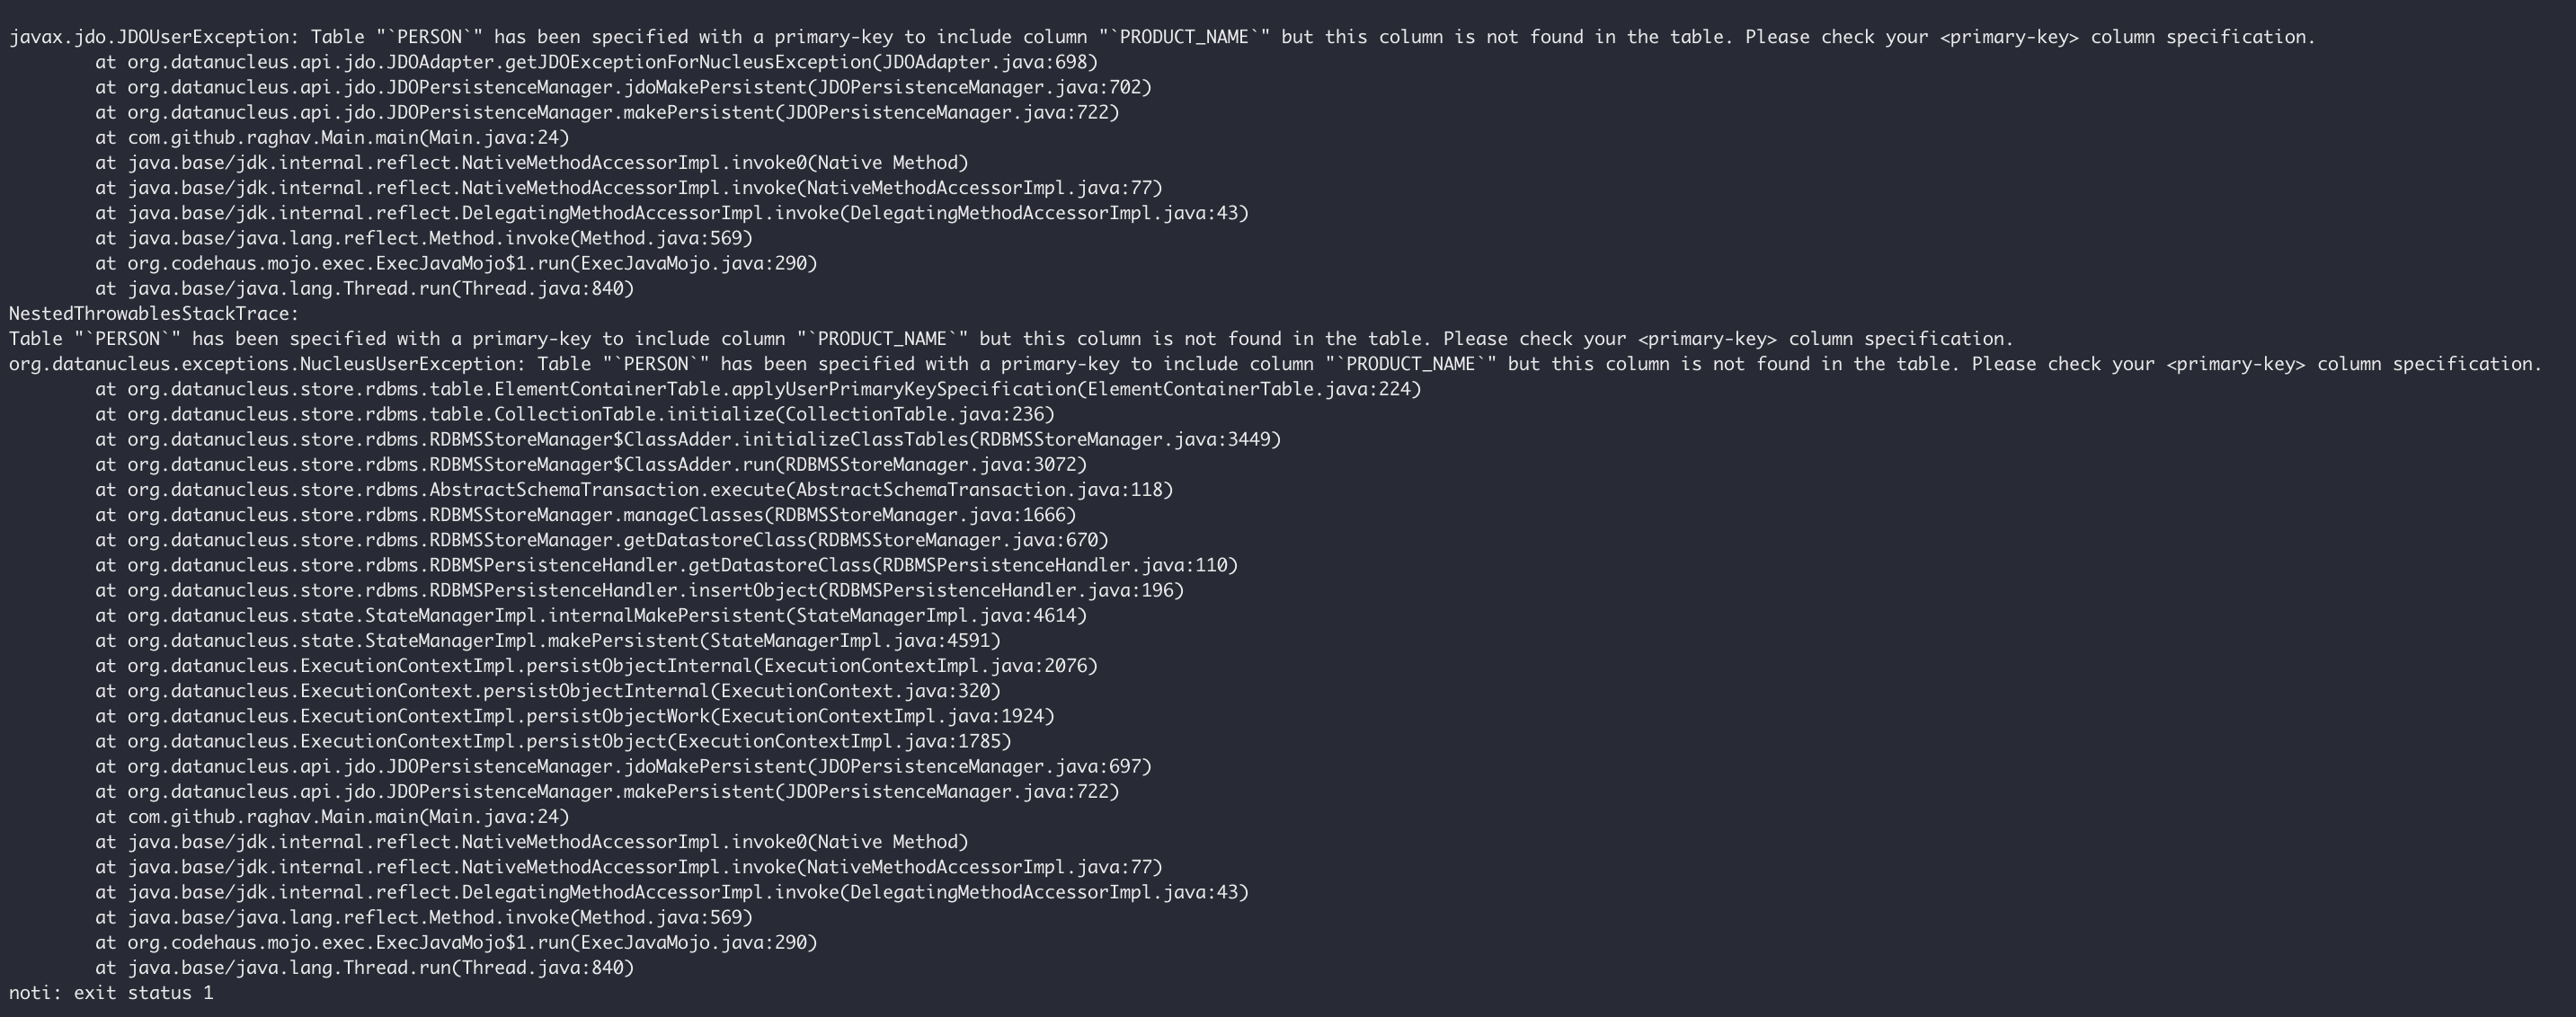 javax.jdo.JDOUserException: Table "`PERSON`" has been specified with a primary-key to include column "`PRODUCT_NAME`" but this column is not found in the table. Please check your <primary-key> column specification.
        at org.datanucleus.api.jdo.JDOAdapter.getJDOExceptionForNucleusException(JDOAdapter.java:698)
        at org.datanucleus.api.jdo.JDOPersistenceManager.jdoMakePersistent(JDOPersistenceManager.java:702)
        at org.datanucleus.api.jdo.JDOPersistenceManager.makePersistent(JDOPersistenceManager.java:722)
        at com.github.raghav.Main.main(Main.java:24)
        at java.base/jdk.internal.reflect.NativeMethodAccessorImpl.invoke0(Native Method)
        at java.base/jdk.internal.reflect.NativeMethodAccessorImpl.invoke(NativeMethodAccessorImpl.java:77)
        at java.base/jdk.internal.reflect.DelegatingMethodAccessorImpl.invoke(DelegatingMethodAccessorImpl.java:43)
        at java.base/java.lang.reflect.Method.invoke(Method.java:569)
        at org.codehaus.mojo.exec.ExecJavaMojo$1.run(ExecJavaMojo.java:290)
        at java.base/java.lang.Thread.run(Thread.java:840)
NestedThrowablesStackTrace:
Table "`PERSON`" has been specified with a primary-key to include column "`PRODUCT_NAME`" but this column is not found in the table. Please check your <primary-key> column specification.
org.datanucleus.exceptions.NucleusUserException: Table "`PERSON`" has been specified with a primary-key to include column "`PRODUCT_NAME`" but this column is not found in the table. Please check your <primary-key> column specification.
        at org.datanucleus.store.rdbms.table.ElementContainerTable.applyUserPrimaryKeySpecification(ElementContainerTable.java:224)
        at org.datanucleus.store.rdbms.table.CollectionTable.initialize(CollectionTable.java:236)
        at org.datanucleus.store.rdbms.RDBMSStoreManager$ClassAdder.initializeClassTables(RDBMSStoreManager.java:3449)
        at org.datanucleus.store.rdbms.RDBMSStoreManager$ClassAdder.run(RDBMSStoreManager.java:3072)
        at org.datanucleus.store.rdbms.AbstractSchemaTransaction.execute(AbstractSchemaTransaction.java:118)
        at org.datanucleus.store.rdbms.RDBMSStoreManager.manageClasses(RDBMSStoreManager.java:1666)
        at org.datanucleus.store.rdbms.RDBMSStoreManager.getDatastoreClass(RDBMSStoreManager.java:670)
        at org.datanucleus.store.rdbms.RDBMSPersistenceHandler.getDatastoreClass(RDBMSPersistenceHandler.java:110)
        at org.datanucleus.store.rdbms.RDBMSPersistenceHandler.insertObject(RDBMSPersistenceHandler.java:196)
        at org.datanucleus.state.StateManagerImpl.internalMakePersistent(StateManagerImpl.java:4614)
        at org.datanucleus.state.StateManagerImpl.makePersistent(StateManagerImpl.java:4591)
        at org.datanucleus.ExecutionContextImpl.persistObjectInternal(ExecutionContextImpl.java:2076)
        at org.datanucleus.ExecutionContext.persistObjectInternal(ExecutionContext.java:320)
        at org.datanucleus.ExecutionContextImpl.persistObjectWork(ExecutionContextImpl.java:1924)
        at org.datanucleus.ExecutionContextImpl.persistObject(ExecutionContextImpl.java:1785)
        at org.datanucleus.api.jdo.JDOPersistenceManager.jdoMakePersistent(JDOPersistenceManager.java:697)
        at org.datanucleus.api.jdo.JDOPersistenceManager.makePersistent(JDOPersistenceManager.java:722)
        at com.github.raghav.Main.main(Main.java:24)
        at java.base/jdk.internal.reflect.NativeMethodAccessorImpl.invoke0(Native Method)
        at java.base/jdk.internal.reflect.NativeMethodAccessorImpl.invoke(NativeMethodAccessorImpl.java:77)
        at java.base/jdk.internal.reflect.DelegatingMethodAccessorImpl.invoke(DelegatingMethodAccessorImpl.java:43)
        at java.base/java.lang.reflect.Method.invoke(Method.java:569)
        at org.codehaus.mojo.exec.ExecJavaMojo$1.run(ExecJavaMojo.java:290)
        at java.base/java.lang.Thread.run(Thread.java:840)
noti: exit status 1